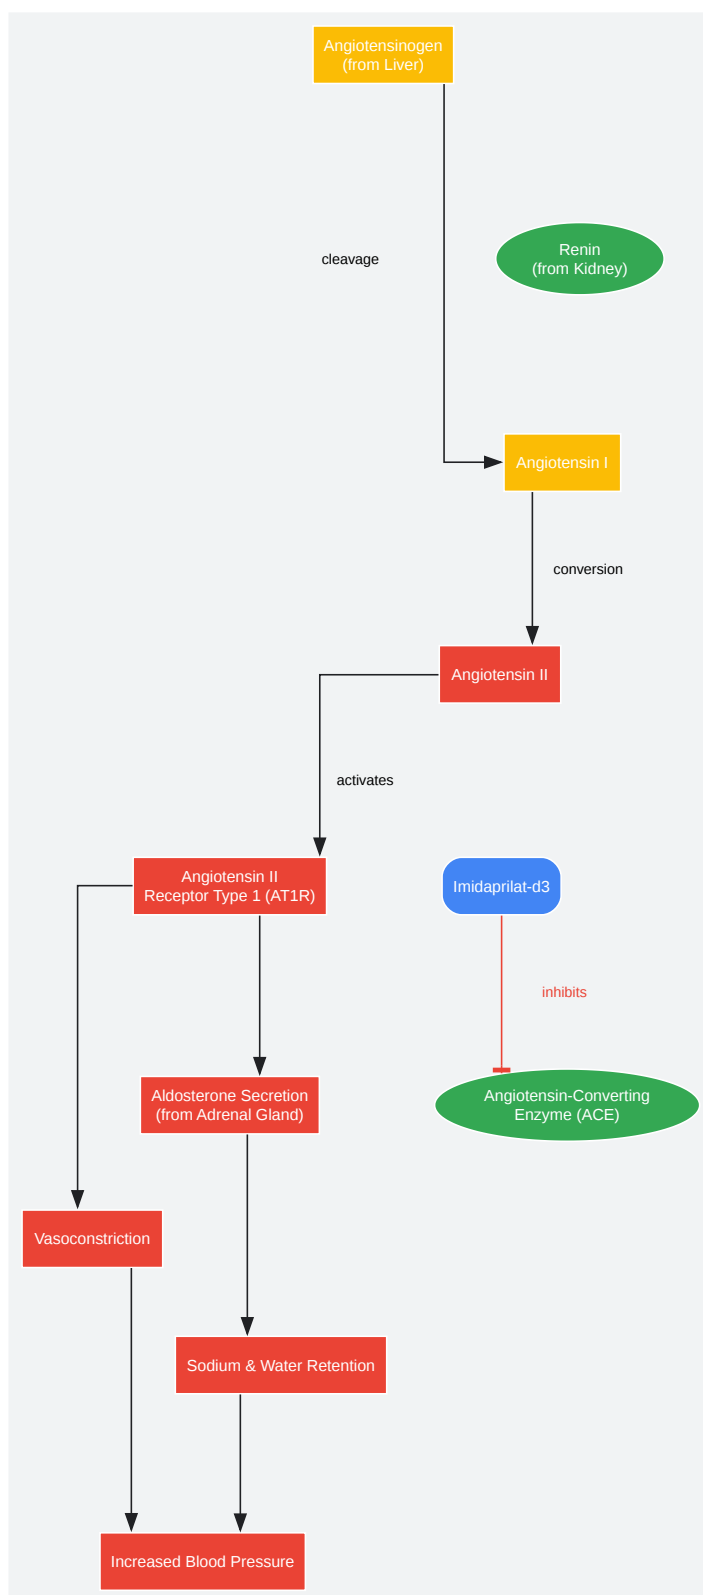 Angiotensinogen
(from Liver)
cleavage
Renin
(from Kidney)
Angiotensin I
conversion
Angiotensin II
activates
Angiotensin II
Receptor Type 1 (AT1R)
Imidaprilat-d3
inhibits
Aldosterone Secretion
(from Adrenal Gland)
Angiotensin-Converting
Enzyme (ACE)
Vasoconstriction
Sodium & Water Retention
Increased Blood Pressure